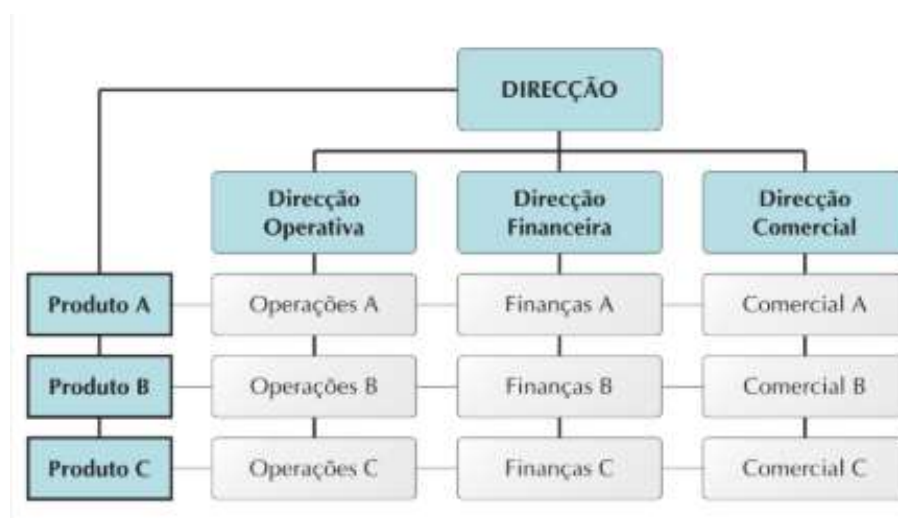 DIRECÇÃO
Direcção
Operativa
Direcção
Financeira
Direcção
Comercial
Produto A
Operações A
Finanças A
Comercial A
Produto B
Operações B
Finanças B
Comercial B
Produto C
Operações C
Finanças C
Comercial C